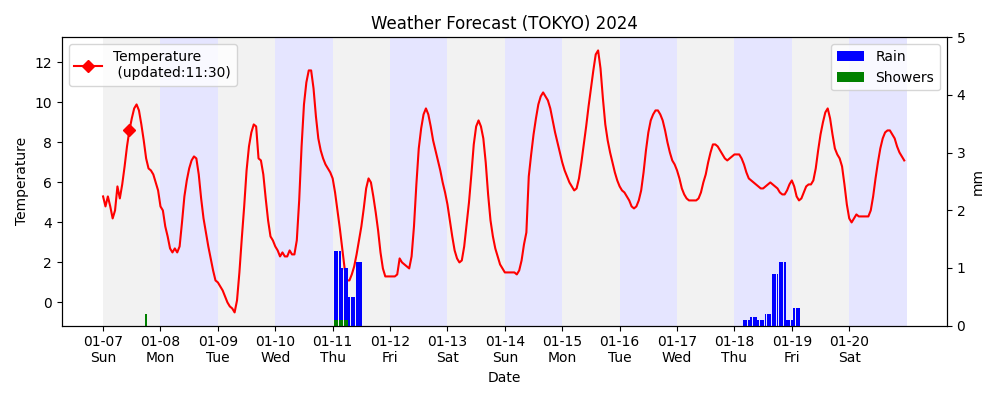 Weather Forecast (TOKYO) 2024
Temperature
(updated:11:30)
Rain
Showers
Temperature
12
10
8
6
4
2
0
5
4
3
2
1
0
mm
01-07 01-08 01-09 01-10 01-11 01-12 01-13 01-14 01-15 01-16 01-17 01-18 01-19 01-20
Sun Mon Tue Wed Thu Fri Sat Sun Mon Tue Wed Thu Fri Sat
Date